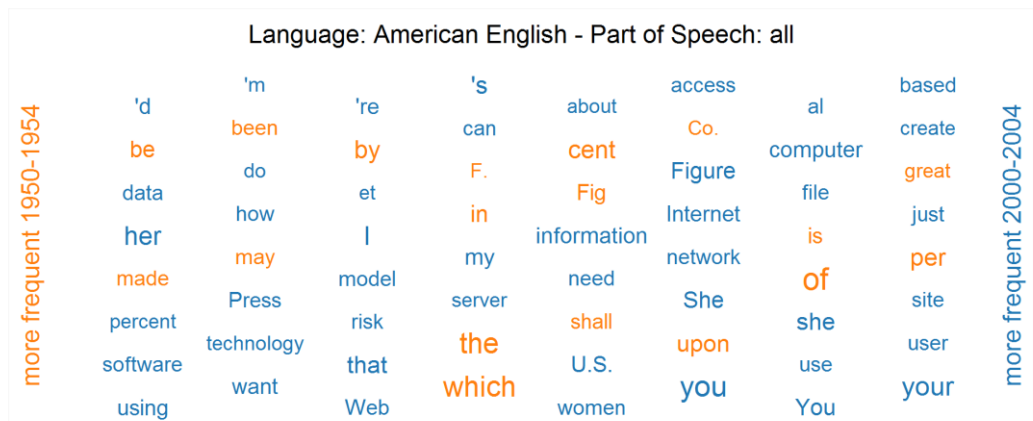 Language: American English - Part of Speech: all
more frequent 1950-1954
'd
be
data
her
made
percent
software
using
'm
been
do
how
may
Press
technology
want
're
by
et
I
model
risk
that
Web
's
can
F.
in
my
server
the
which
about
cent
Fig
information
need
shall
U.S.
women
access
Co.
Figure
Internet
network
She
upon
you
al
computer
file
is
of
she
use
You
based
create
great
just
per
site
user
your
more frequent 2000-2004